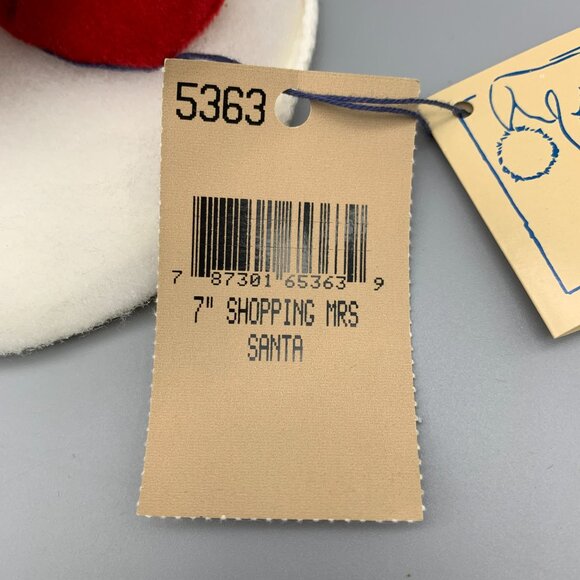 5363
7 87301 65363 9
7" SHOPPING MRS
SANTA